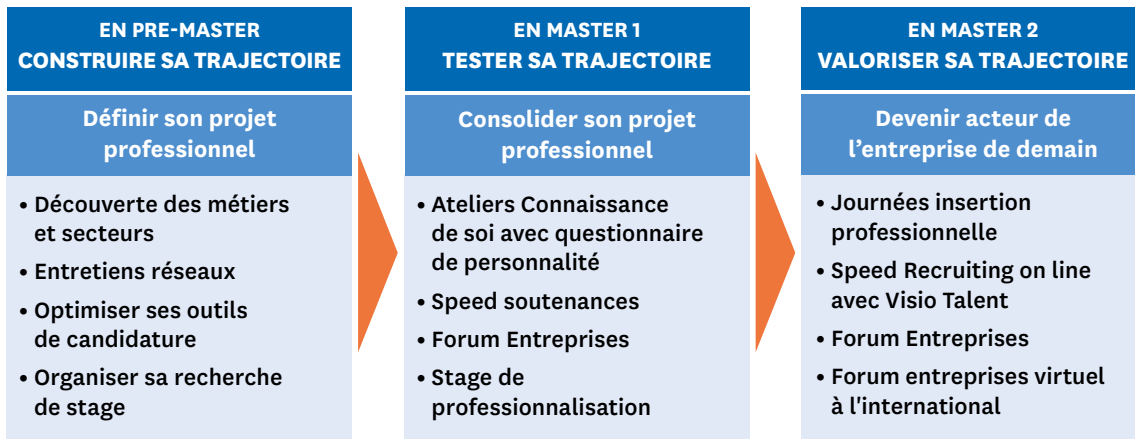 EN PRE-MASTER
CONSTRUIRE SA TRAJECTOIRE
Définir son projet
professionnel
• Découverte des métiers
et secteurs
• Entretiens réseaux
• Optimiser ses outils
de candidature
• Organiser sa recherche
de stage
EN MASTER 1
TESTER SA TRAJECTOIRE
Consolider son projet
professionnel
• Ateliers Connaissance
de soi avec questionnaire
de personnalité
• Speed soutenances
• Forum Entreprises
• Stage de
professionnalisation
EN MASTER 2
VALORISER SA TRAJECTOIRE
Devenir acteur de
l’entreprise de demain
• Journées insertion
professionnelle
• Speed Recruiting on line
avec Visio Talent
• Forum Entreprises
• Forum entreprises virtuel
à l'international